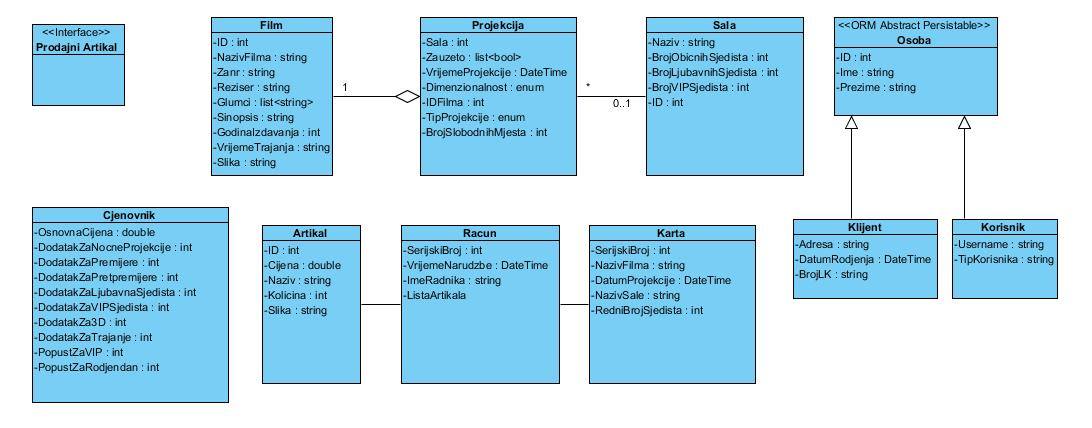 <<Interface>>
Prodajni Artikal
Film
-ID : int
-NazivFilma : string
-Zanr : string
-Reziser : string
-Glumci : list<string>
-Sinopsis : string
-GodinaIzdavanja : int
-VrijemeTrajanja : string
-Slika : string
1
Projekcija
-Sala : int
-Zauzeto : list<bool>
-VrijemeProjekcije : DateTime
-Dimenzionalnost : enum
-IDFilma : int
-TipProjekcije : enum
-BrojSlobodnihMjesta : int
*
0..1
Sala
-Naziv : string
-BrojObicnihSjedista : int
-BrojLjubavnihSjedista : int
-BrojVIPSjedista : int
-ID : int
<<ORM Abstract Persistable>>
Osoba
-ID : int
-Ime : string
-Prezime : string
Cjenovnik
-OsnovnaCijena : double
-DodatakZaNocneProjekcije : int
-DodatakZaPremijere : int
-DodatakZaPretpremijere : int
-DodatakZaLjubavnaSjedista : int
-DodatakZaVIPSjedista : int
-DodatakZa3D : int
-DodatakZaTrajanje : int
-PopustZaVIP : int
-PopustZaRodjendan : int
Artikal
-ID : int
-Cijena : double
-Naziv : string
-Kolicina : int
-Slika : string
Racun
-SerijskiBroj : int
-VrijemeNarudzbe : DateTime
-ImeRadnika : string
-ListaArtikala
Karta
-SerijskiBroj : int
-NazivFilma : string
-DatumProjekcije : DateTime
-NazivSale : string
-RedniBrojSjedista : int
Klijent
-Adresa : string
-DatumRodjenja : DateTime
-BrojLK : string
Korisnik
-Username : string
-TipKorisnika : string